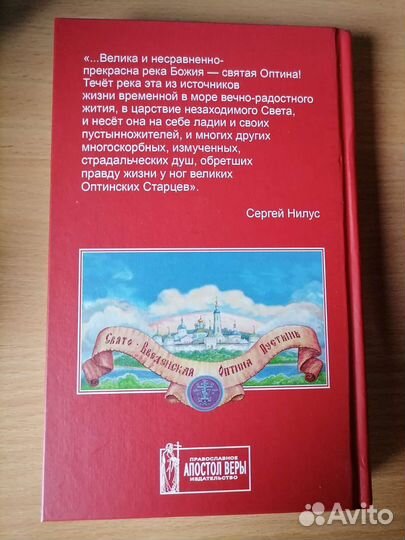 «...Велика и несравненно-
прекрасна река Божия — святая Оптина!
Течёт река эта из источников
жизни временной в море вечно-радостного
жития, в царствие незаходимого Света,
и несёт она на себе ладии и своих
пустынножителей, и многих других
многоскорбных, измученных,
страдальческих душ, обретших
правду жизни у ног великих
Оптинских Старцев».
Сергей Нилус
Свято-Введенская Оптина Пустынь
ПРАВОСЛАВНОЕ
АПОСТОЛ ВЕРЫ
ИЗДАТЕЛЬСТВО
Avito